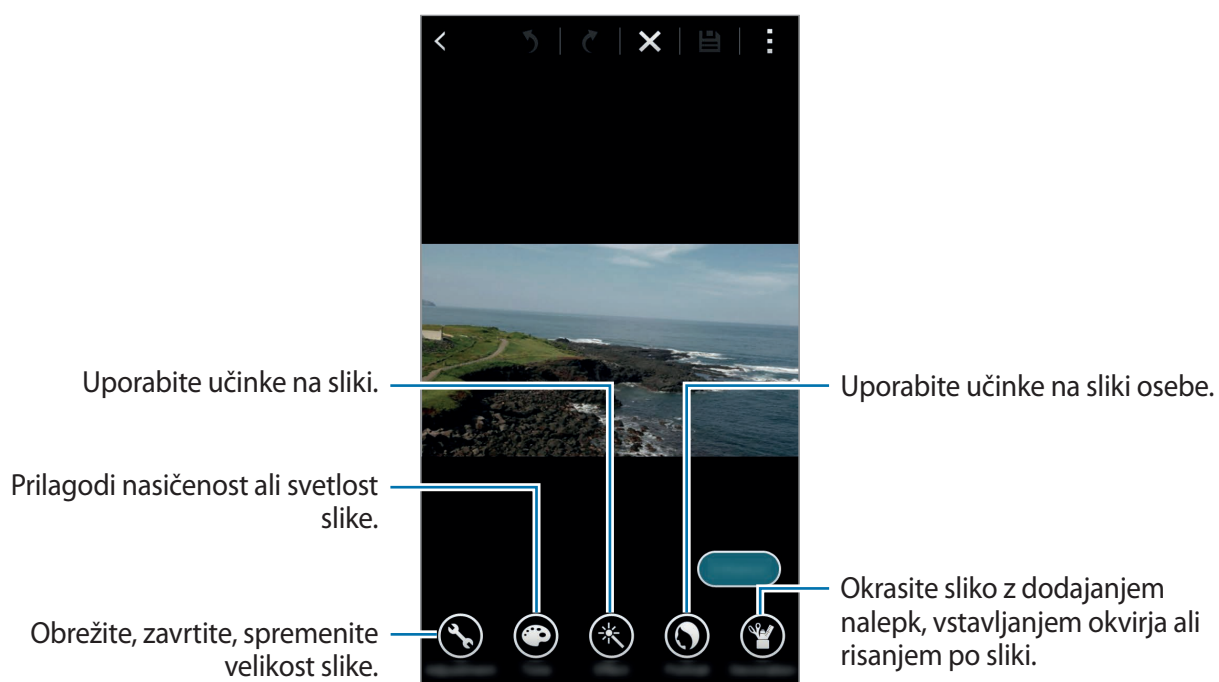 Uporabite učinke na sliki.
Prilagodi nasičenost ali svetlost
slike.
Obrežite, zavrtite, spremenite
velikost slike.
Uporabite učinke na sliki osebe.
Okrasite sliko z dodajanjem
nalepk, vstavljanjem okvirja ali
risanjem po sliki.